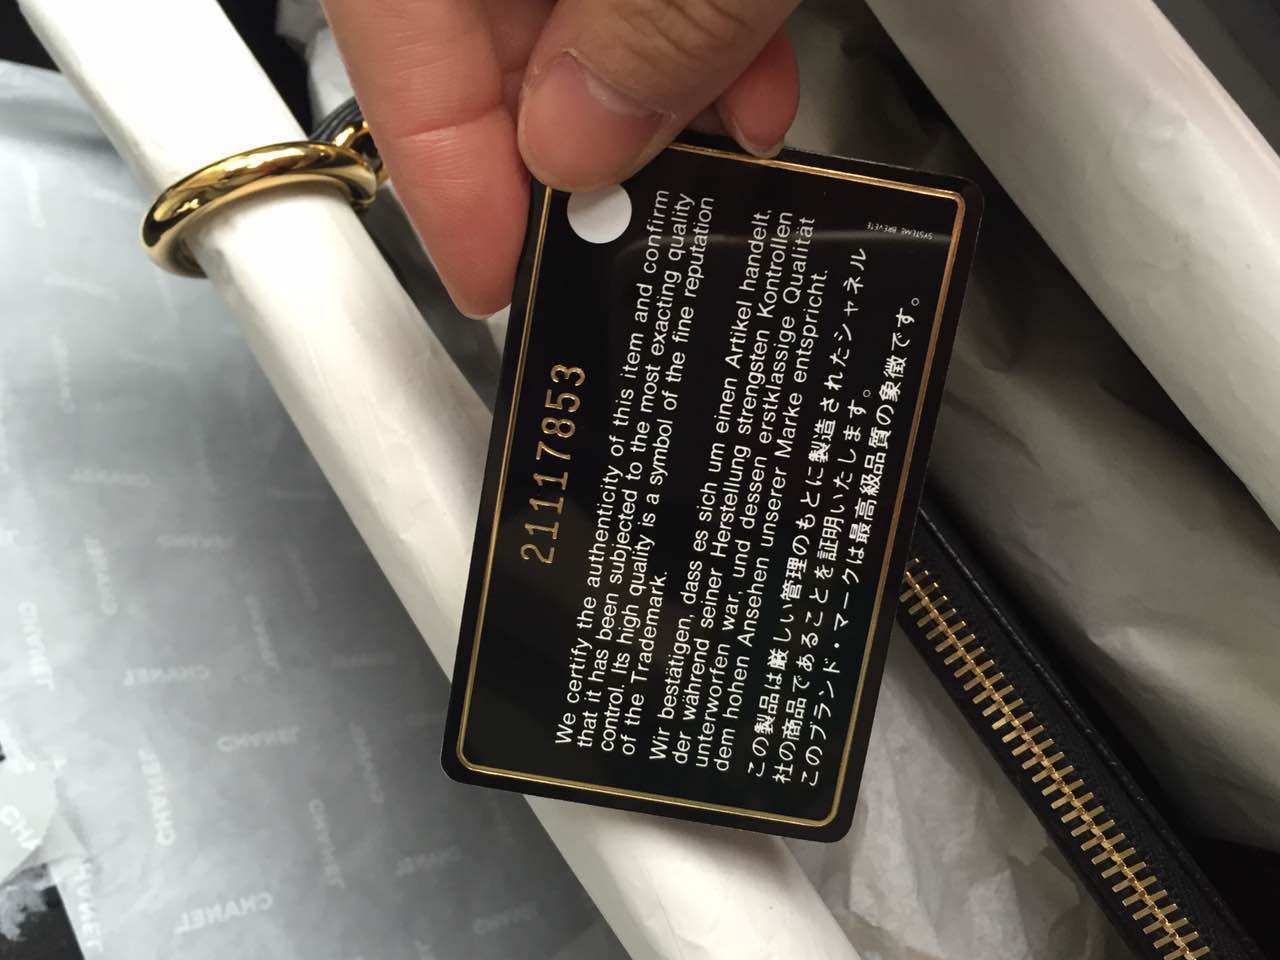 21117853
We certify the authenticity of this item and confirm
that it has been subjected to the most exacting quality
control. Its high quality is a symbol of the fine reputation
of the Trademark.
Wir bestätigen, dass es sich um einen Artikel handelt,
der während seiner Herstellung strengsten Kontrollen
unterworfen war, und dessen erstklassige Qualität
dem hohen Ansehen unserer Marke entspricht.
この製品は厳しい管理のもとに製造されたシャネル
社の商品であることを証明いたします。
このブランド・マークは最高級品質の象徴です。
SYSTEME BREVETE
CHANEL
CHANEL
CHANEL
CHANEL
CHANEL